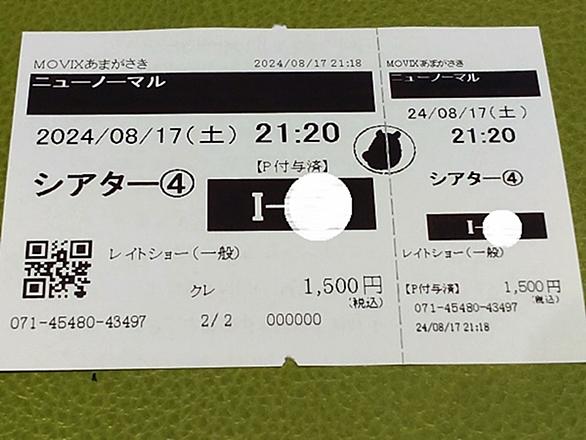 MOVIXあまがさき 2024/08/17 21:18
ニューノーマル
2024/08/17(土) 21:20
【P付与済】
シアター④
I-
レイトショー(一般)
クレ 1,500円
(税込)
071-45480-43497 2/2 000000
MOVIXあまがさき
ニューノーマル
24/08/17(土)
21:20
シアター④
I-
レイトショー(一般)
【P付与済】 1,500円
(税込)
071-45480-43497
24/08/17 21:18